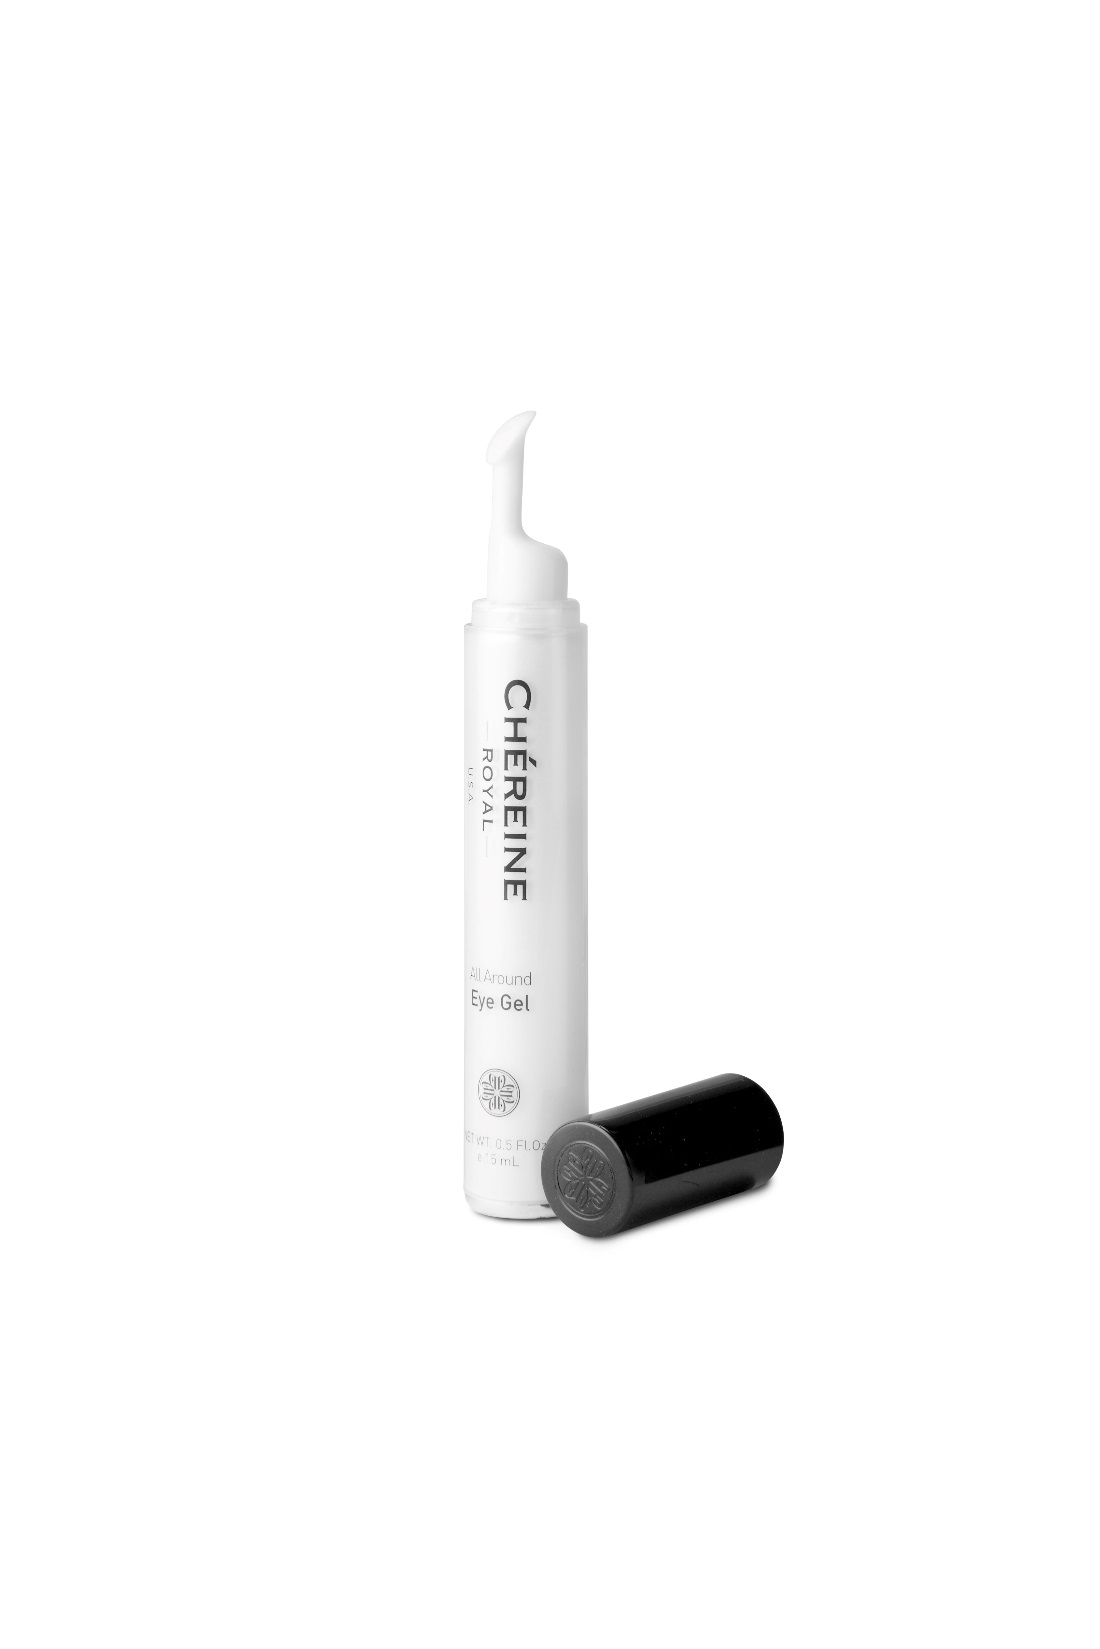 CHÉREINE
ROYAL
U.S.A
All Around
Eye Gel
NET WT. 0.5 Fl.Oz
e 15 mL